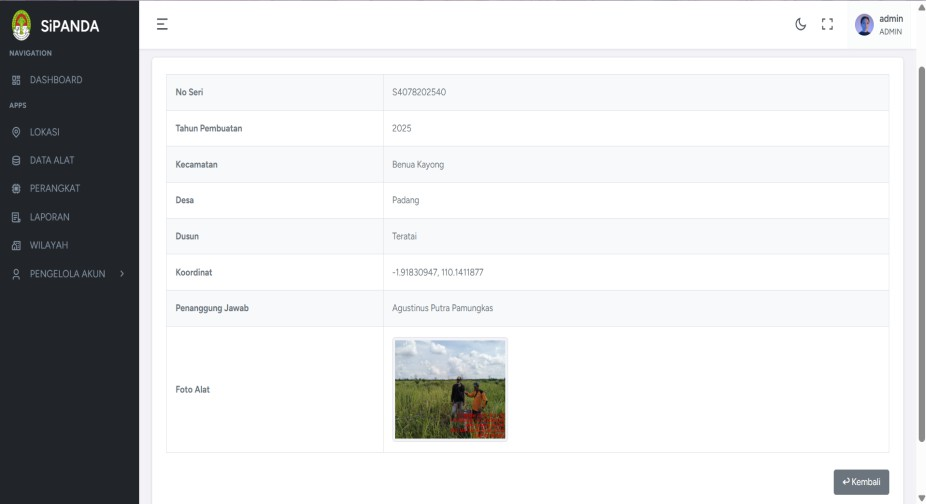 SiPANDA
admin
ADMIN
NAVIGATION
DASHBOARD
APPS
LOKASI
DATA ALAT
PERANGKAT
LAPORAN
WILAYAH
PENGELOLA AKUN
No Seri S4078202540
Tahun Pembuatan 2025
Kecamatan Benua Kayong
Desa Padang
Dusun Teratai
Koordinat -1.91830947, 110.1411877
Penanggung Jawab Agustinus Putra Pamungkas
Foto Alat
Kembali